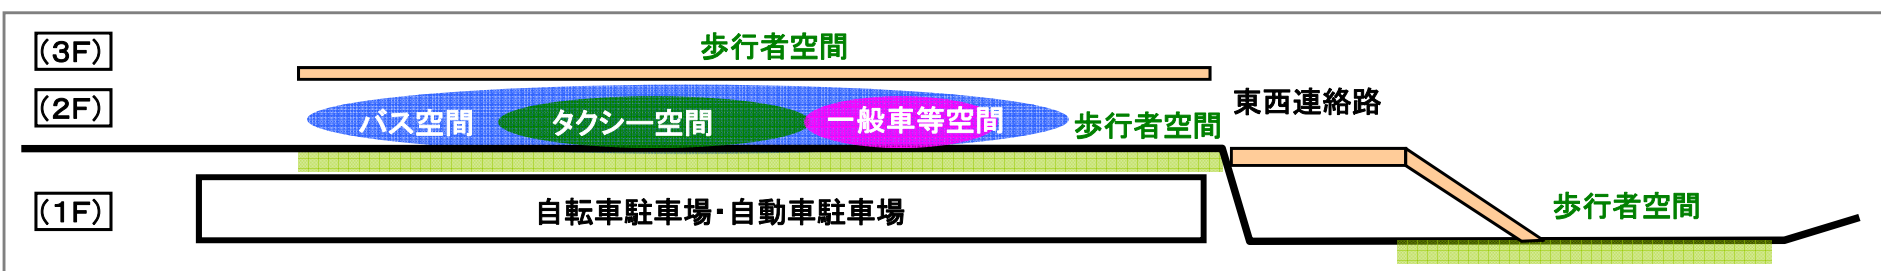 (3F)
歩行者空間
(2F)
バス空間
タクシー空間
一般車等空間
歩行者空間
東西連絡路
(1F)
自転車駐車場・自動車駐車場
歩行者空間